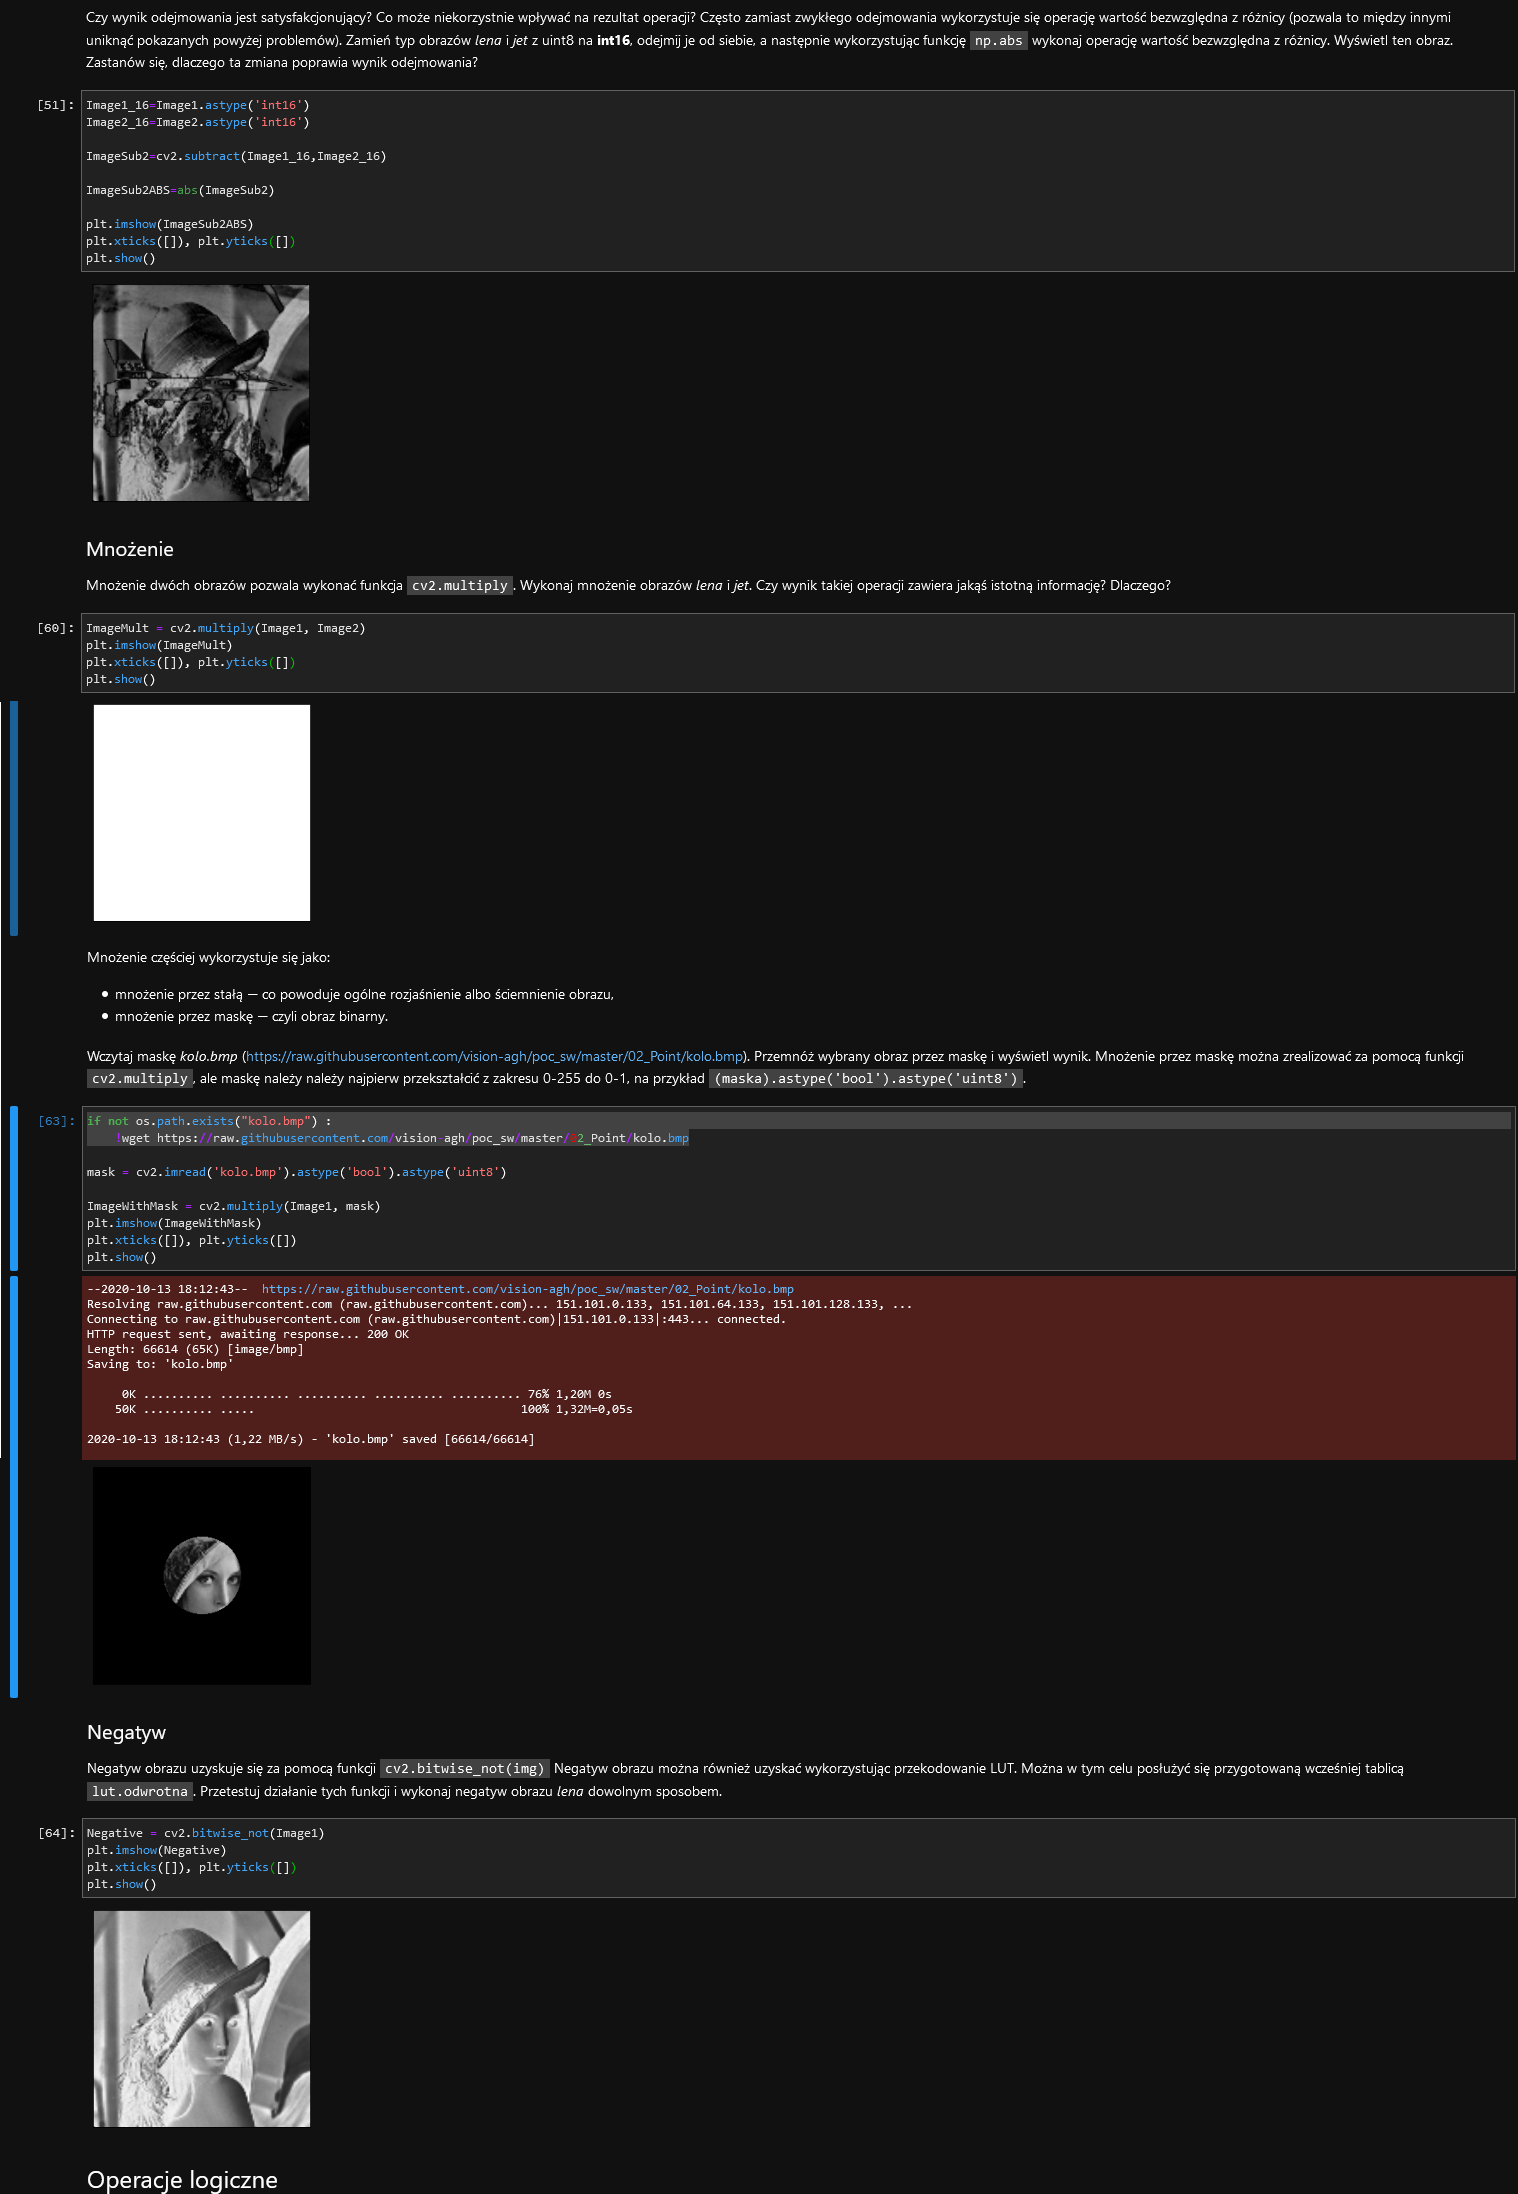 Czy wynik odejmowania jest satysfakcjonujący? Co może niekorzystnie wpływać na rezultat operacji? Często zamiast zwykłego odejmowania wykorzystuje się operację wartość bezwzględna z różnicy (pozwala to między innymi
uniknąć pokazanych powyżej problemów). Zamień typ obrazów lena i jet z uint8 na int16, odejmij je od siebie, a następnie wykorzystując funkcję np.abs wykonaj operację wartość bezwzględna z różnicy. Wyświetl ten obraz.
Zastanów się, dlaczego ta zmiana poprawia wynik odejmowania?
[51]: Image1_16=Image1.astype('int16')
Image2_16=Image2.astype('int16')
ImageSub2=cv2.subtract(Image1_16,Image2_16)
ImageSub2ABS=abs(ImageSub2)
plt.imshow(ImageSub2ABS)
plt.xticks([]), plt.yticks([])
plt.show()
Mnożenie
Mnożenie dwóch obrazów pozwala wykonać funkcja cv2.multiply. Wykonaj mnożenie obrazów lena i jet. Czy wynik takiej operacji zawiera jakąś istotną informację? Dlaczego?
[60]: ImageMult = cv2.multiply(Image1, Image2)
plt.imshow(ImageMult)
plt.xticks([]), plt.yticks([])
plt.show()
Mnożenie częściej wykorzystuje się jako:
• mnożenie przez stałą — co powoduje ogólne rozjaśnienie albo ściemnienie obrazu,
• mnożenie przez maskę — czyli obraz binarny.
Wczytaj maskę kolo.bmp (https://raw.githubusercontent.com/vision-agh/poc_sw/master/02_Point/kolo.bmp). Przemnóż wybrany obraz przez maskę i wyświetl wynik. Mnożenie przez maskę można zrealizować za pomocą funkcji
cv2.multiply, ale maskę należy należy najpierw przekształcić z zakresu 0-255 do 0-1, na przykład (maska).astype('bool').astype('uint8').
[63]: if not os.path.exists("kolo.bmp") :
!wget https://raw.githubusercontent.com/vision-agh/poc_sw/master/02_Point/kolo.bmp
mask = cv2.imread('kolo.bmp').astype('bool').astype('uint8')
ImageWithMask = cv2.multiply(Image1, mask)
plt.imshow(ImageWithMask)
plt.xticks([]), plt.yticks([])
plt.show()
--2020-10-13 18:12:43--  https://raw.githubusercontent.com/vision-agh/poc_sw/master/02_Point/kolo.bmp
Resolving raw.githubusercontent.com (raw.githubusercontent.com)... 151.101.0.133, 151.101.64.133, 151.101.128.133, ...
Connecting to raw.githubusercontent.com (raw.githubusercontent.com)|151.101.0.133|:443... connected.
HTTP request sent, awaiting response... 200 OK
Length: 66614 (65K) [image/bmp]
Saving to: 'kolo.bmp'
0K .......... .......... .......... .......... .......... 76% 1,20M 0s
50K .......... ..... 100% 1,32M=0,05s
2020-10-13 18:12:43 (1,22 MB/s) - 'kolo.bmp' saved [66614/66614]
Negatyw
Negatyw obrazu uzyskuje się za pomocą funkcji cv2.bitwise_not(img) Negatyw obrazu można również uzyskać wykorzystując przekodowanie LUT. Można w tym celu posłużyć się przygotowaną wcześniej tablicą
lut.odwrotna. Przetestuj działanie tych funkcji i wykonaj negatyw obrazu lena dowolnym sposobem.
[64]: Negative = cv2.bitwise_not(Image1)
plt.imshow(Negative)
plt.xticks([]), plt.yticks([])
plt.show()
Operacje logiczne